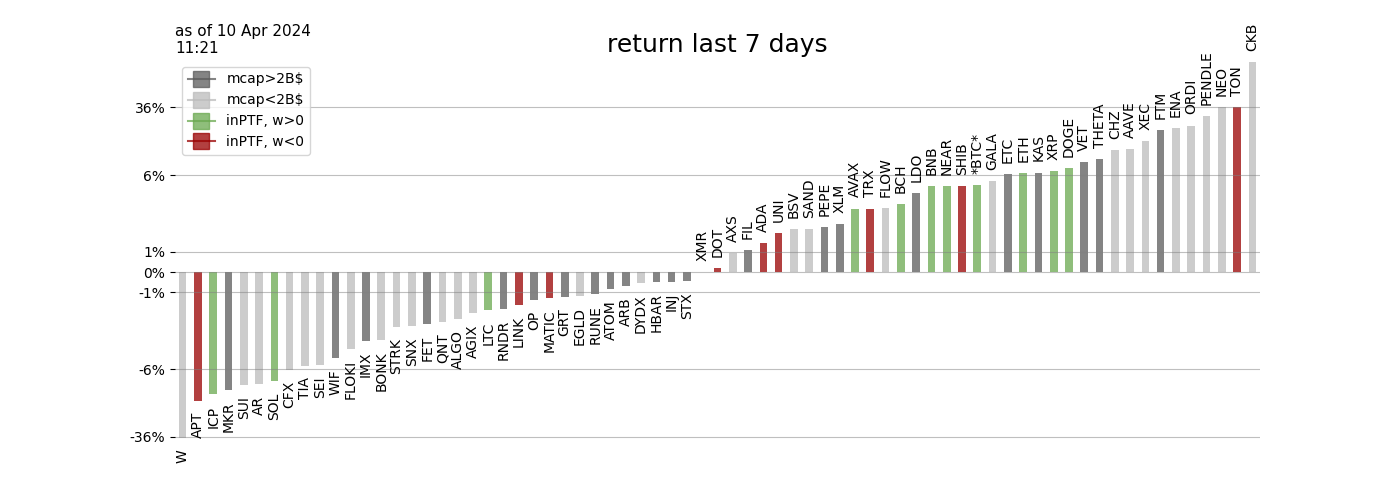 as of 10 Apr 2024
11:21
return last 7 days
mcap>2B$
mcap<2B$
inPTF, w>0
inPTF, w<0
36%
6%
1%
0%
-1%
-6%
-36%
W
APT
ICP
MKR
SUI
AR
SOL
CFX
TIA
SEI
WIF
FLOKI
IMX
BONK
STRK
SNX
FET
QNT
ALGO
AGIX
LTC
RNDR
LINK
OP
MATIC
GRT
EGLD
RUNE
ATOM
ARB
DYDX
HBAR
INJ
STX
XMR
DOT
AXS
FIL
ADA
UNI
BSV
SAND
PEPE
XLM
AVAX
TRX
FLOW
BCH
LDO
BNB
NEAR
SHIB
*BTC*
GALA
ETC
ETH
KAS
XRP
DOGE
VET
THETA
CHZ
AAVE
XEC
FTM
ENA
ORDI
PENDLE
NEO
TON
CKB